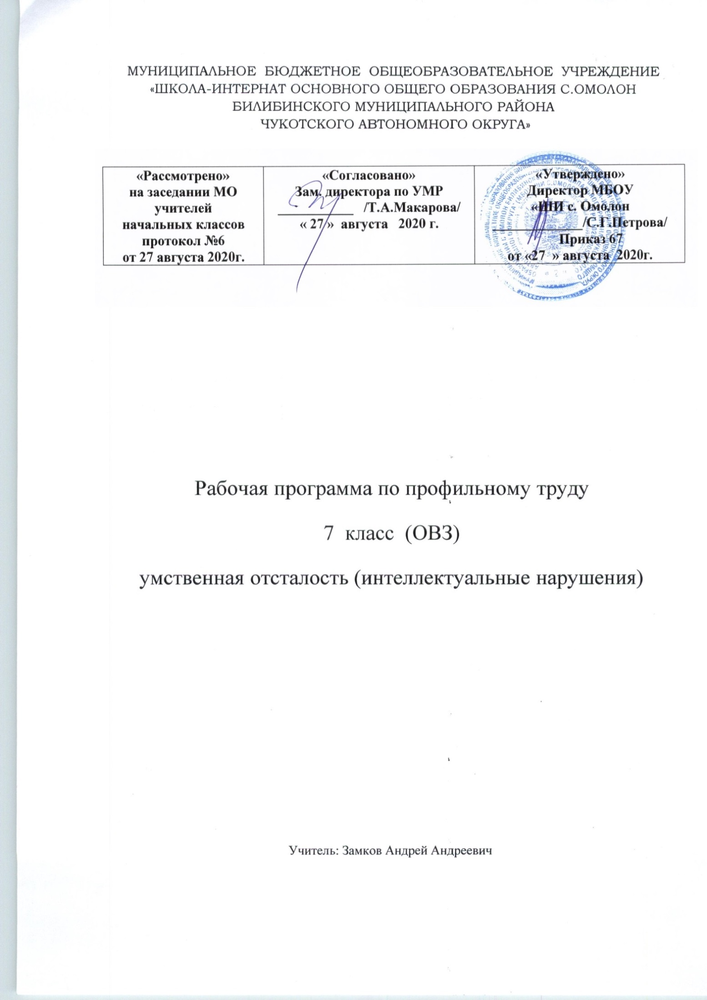 МУНИЦИПАЛЬНОЕ БЮДЖЕТНОЕ ОБЩЕОБРАЗОВАТЕЛЬНОЕ УЧРЕЖДЕНИЕ
«ШКОЛА-ИНТЕРНАТ ОСНОВНОГО ОБЩЕГО ОБРАЗОВАНИЯ С.ОМОЛОН
БИЛИБИНСКОГО МУНИЦИПАЛЬНОГО РАЙОНА
ЧУКОТСКОГО АВТОНОМНОГО ОКРУГА»
«Рассмотрено»
на заседании МО
учителей
начальных классов
протокол №6
от 27 августа 2020г.
«Согласовано»
Зам. директора по УМР
___________ /Т.А.Макарова/
« 27 » августа 2020 г.
«Утверждено»
Директор МБОУ
«ШИ с. Омолон
_____________/С.Г.Петрова/
Приказ 67
от «27 » августа 2020г.
Рабочая программа по профильному труду
7 класс (ОВЗ)
умственная отсталость (интеллектуальные нарушения)
Учитель: Замков Андрей Андреевич